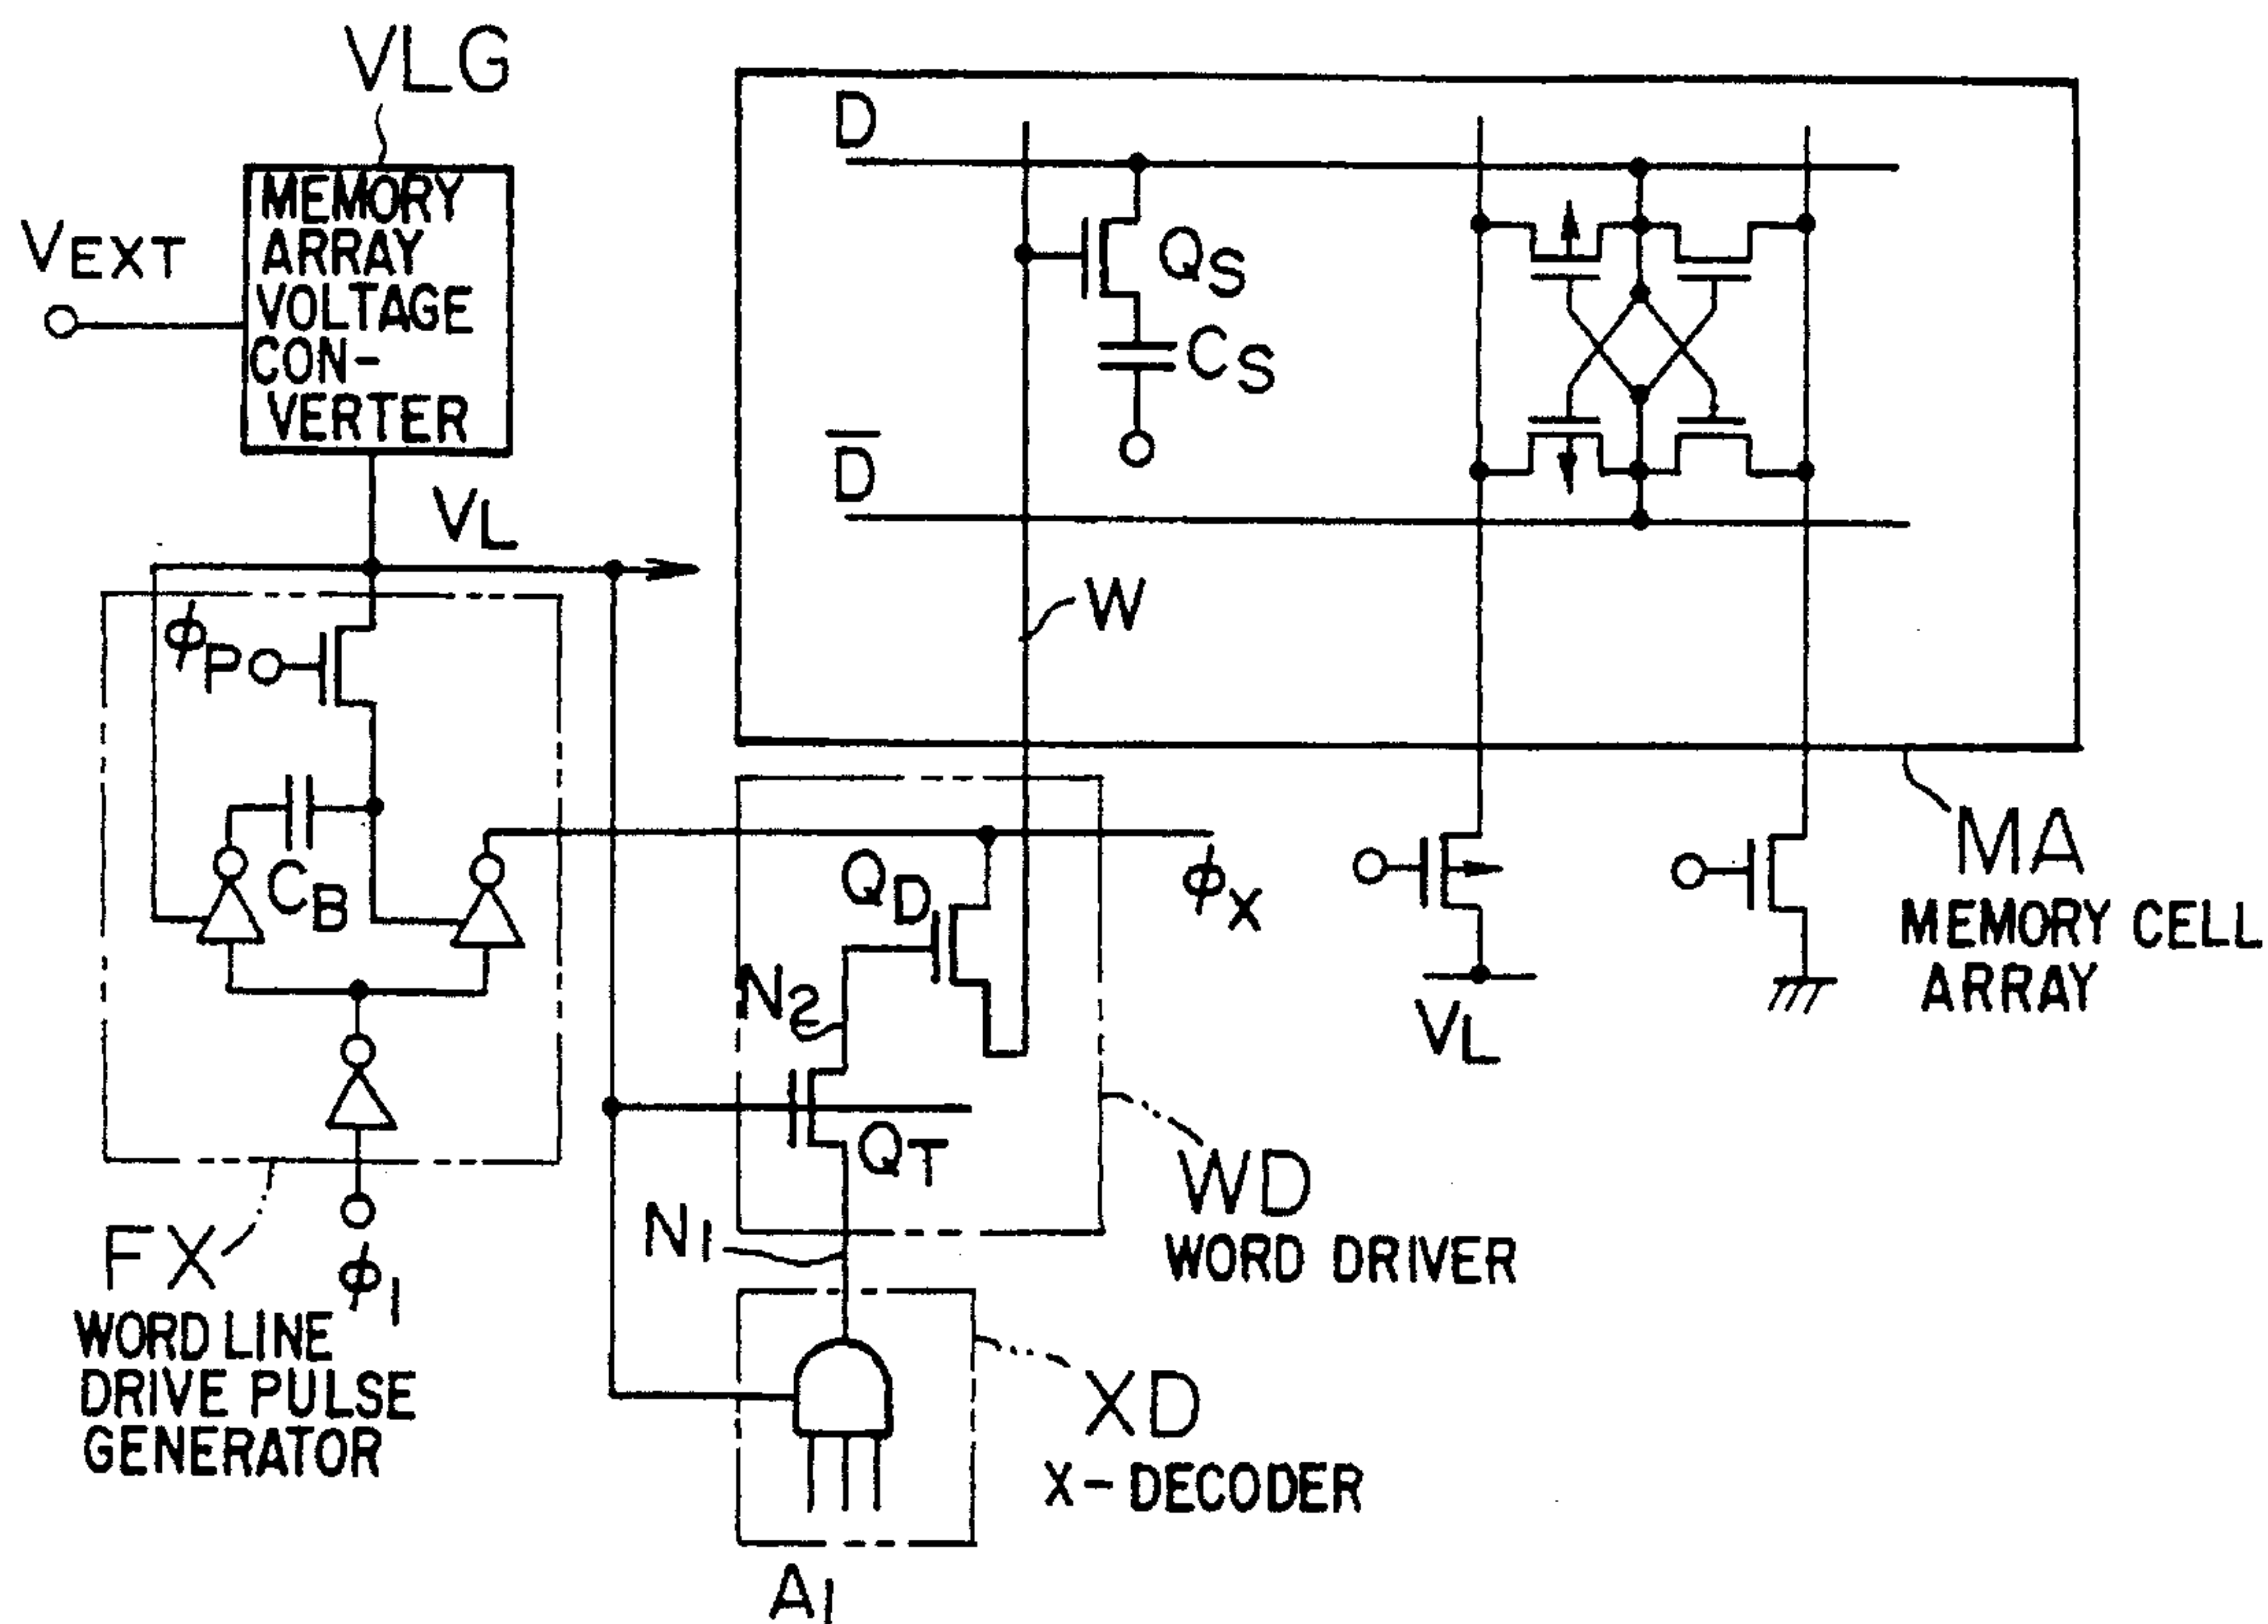 VLG
MEMORY
ARRAY
VOLTAGE
CON-
VERTER
VEXT
VL
D
QS
CS
D̅
W
ϕP
CB
QD
ϕX
N2
QT
VL
MA
MEMORY CELL
ARRAY
WD
WORD DRIVER
N1
FX
WORD LINE
DRIVE PULSE
GENERATOR
ϕ1
XD
X-DECODER
A1